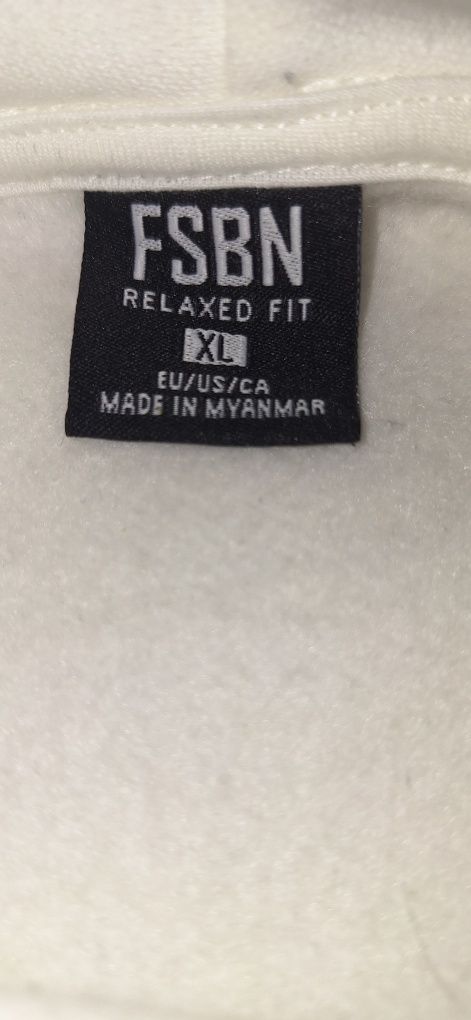 FSBN
RELAXED FIT
XL
EU/US/CA
MADE IN MYANMAR